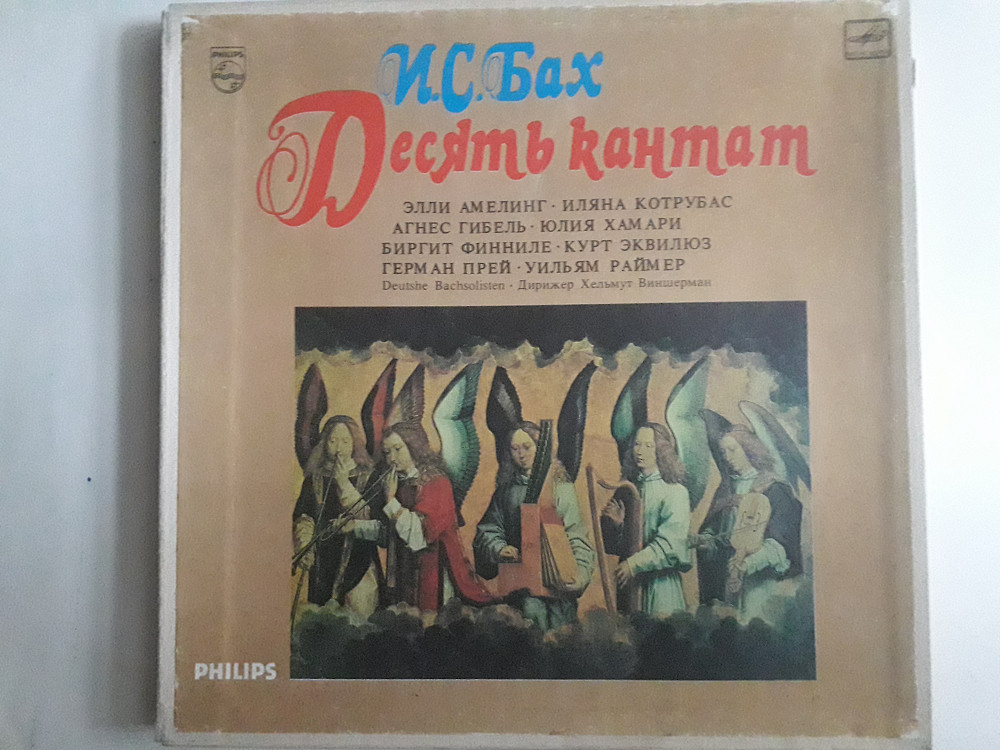 PHILIPS
И.С. Бах
Десять кантат
ЭЛЛИ АМЕЛИНГ · ИЛЯНА КОТРУБАС
АГНЕС ГИБЕЛЬ · ЮЛИЯ ХАМАРИ
БИРГИТ ФИННИЛЕ · КУРТ ЭКВИЛЮЗ
ГЕРМАН ПРЕЙ · УИЛЬЯМ РАЙМЕР
Deutshe Bachsolisten · Дирижер Хельмут Виншерман
PHILIPS